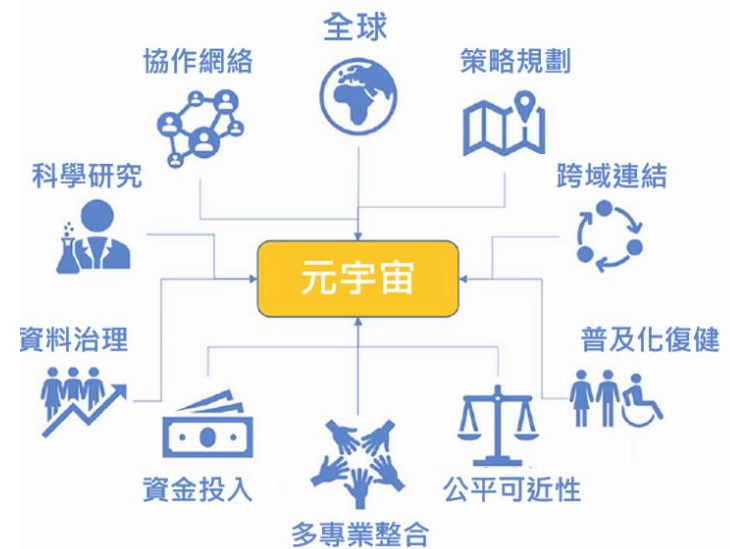 全球
協作網絡
策略規劃
科學研究
跨域連結
元宇宙
資料治理
普及化復健
資金投入
公平可近性
多專業整合